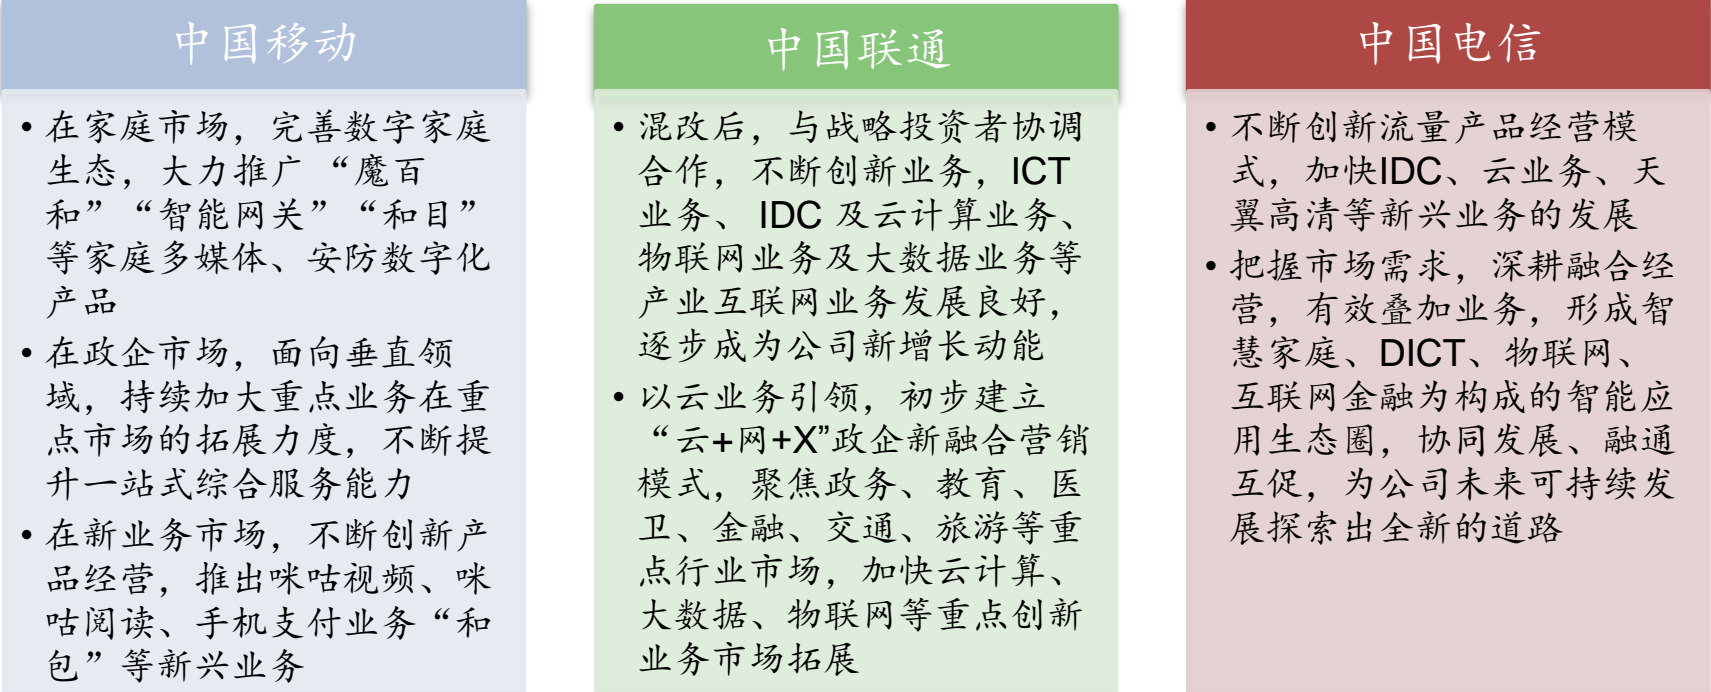 中国移动
• 在家庭市场，完善数字家庭
生态，大力推广 “魔百
和”“智能网关”“和目”
等家庭多媒体、安防数字化
产品
• 在政企市场，面向垂直领
域，持续加大重点业务在重
点市场的拓展力度，不断提
升一站式综合服务能力
• 在新业务市场，不断创新产
品经营，推出咪咕视频、咪
咕阅读、手机支付业务“和
包”等新兴业务
中国联通
• 混改后，与战略投资者协调
合作，不断创新业务，ICT
业务、 IDC 及云计算业务、
物联网业务及大数据业务等
产业互联网业务发展良好，
逐步成为公司新增长动能
• 以云业务引领，初步建立
“云+网+X”政企新融合营销
模式，聚焦政务、教育、医
卫、金融、交通、旅游等重
点行业市场，加快云计算、
大数据、物联网等重点创新
业务市场拓展
中国电信
• 不断创新流量产品经营模
式，加快IDC、云业务、天
翼高清等新兴业务的发展
• 把握市场需求，深耕融合经
营，有效叠加业务，形成智
慧家庭、DICT、物联网、
互联网金融为构成的智能应
用生态圈，协同发展、融通
互促，为公司未来可持续发
展探索出全新的道路